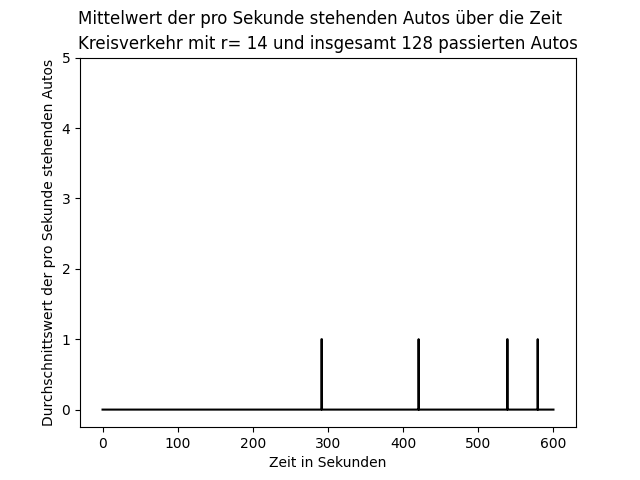 Mittelwert der pro Sekunde stehenden Autos über die Zeit
Kreisverkehr mit r= 14 und insgesamt 128 passierten Autos
Durchschnittswert der pro Sekunde stehenden Autos
5
4
3
2
1
0
0 100 200 300 400 500 600
Zeit in Sekunden